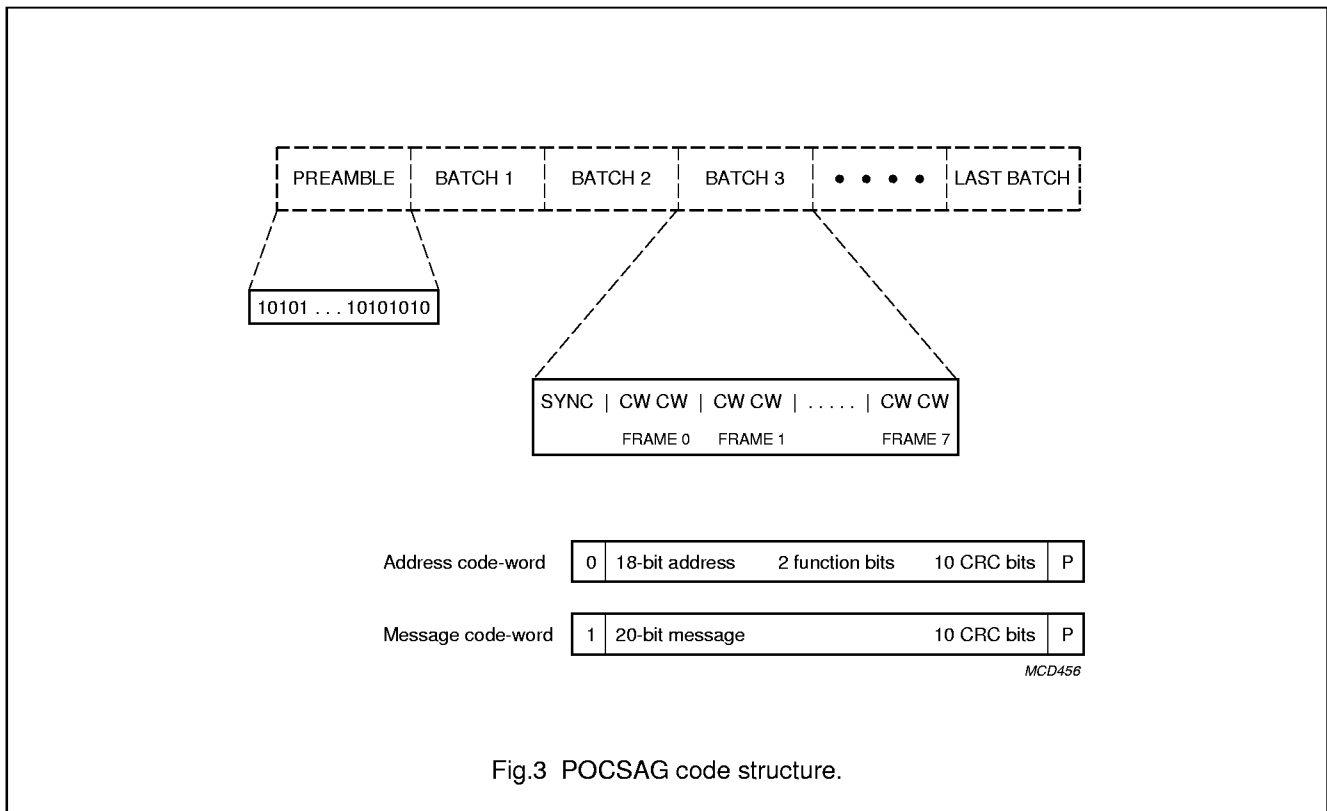 PREAMBLE BATCH 1 BATCH 2 BATCH 3 • • • • LAST BATCH
10101 . . . 10101010
SYNC | CW CW | CW CW | . . . . . | CW CW
FRAME 0 FRAME 1 FRAME 7
Address code-word 0 18-bit address 2 function bits 10 CRC bits P
Message code-word 1 20-bit message 10 CRC bits P
MCD456
Fig.3 POCSAG code structure.